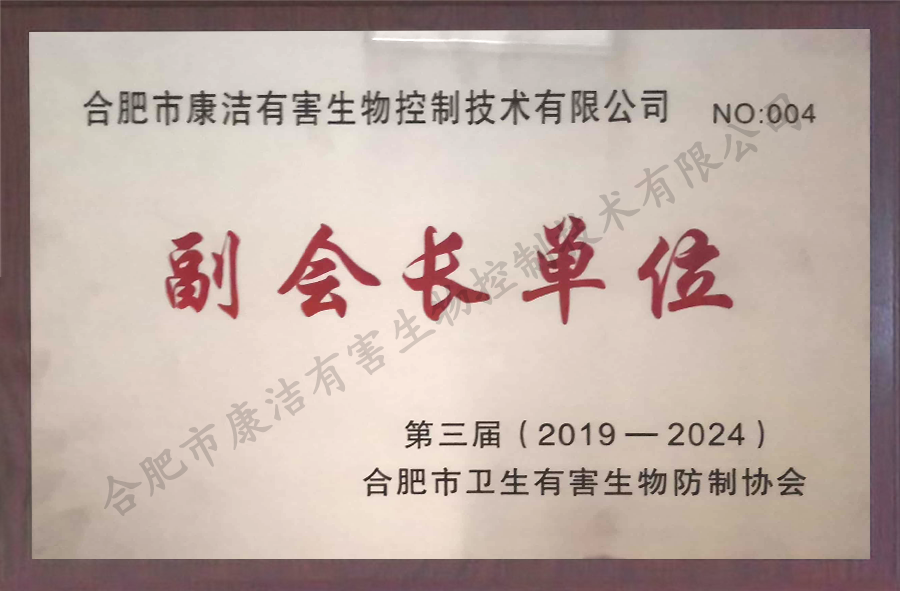 合肥市康洁有害生物控制技术有限公司 NO:004
副会长单位
第三届（2019—2024）
合肥市卫生有害生物防制协会
合肥市康洁有害生物控制技术有限公司